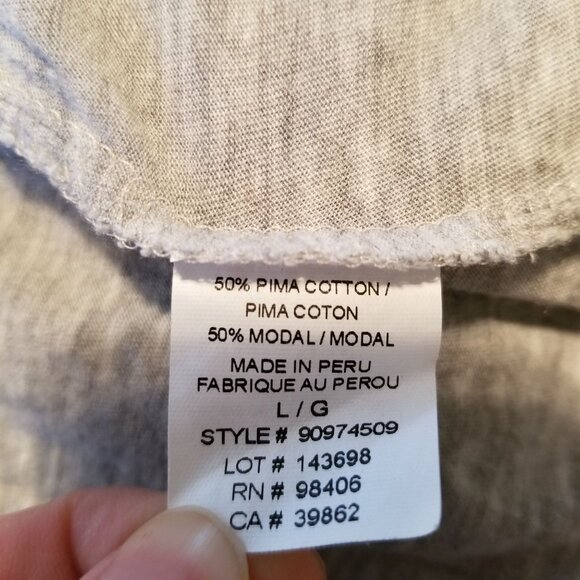 50% PIMA COTTON /
PIMA COTON
50% MODAL / MODAL
MADE IN PERU
FABRIQUE AU PEROU
L / G
STYLE# 90974509
LOT # 143698
RN # 98406
CA # 39862